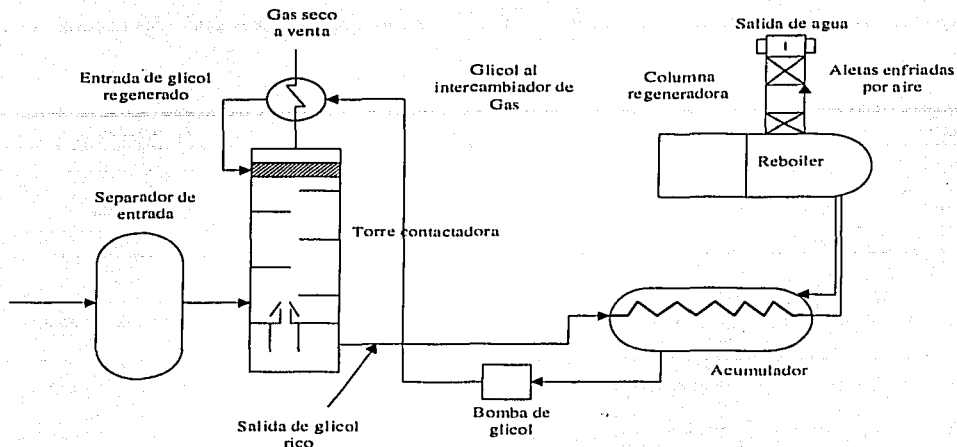 Gas seco
a venta
Salida de agua
Entrada de glicol
regenerado
Glicol al
intercambiador de
Gas
Columna
regeneradora
Aletas enfriadas
por aire
Reboiler
Separador de
entrada
Torre contactadora
Acumulador
Salida de glicol
rico
Bomba de
glicol